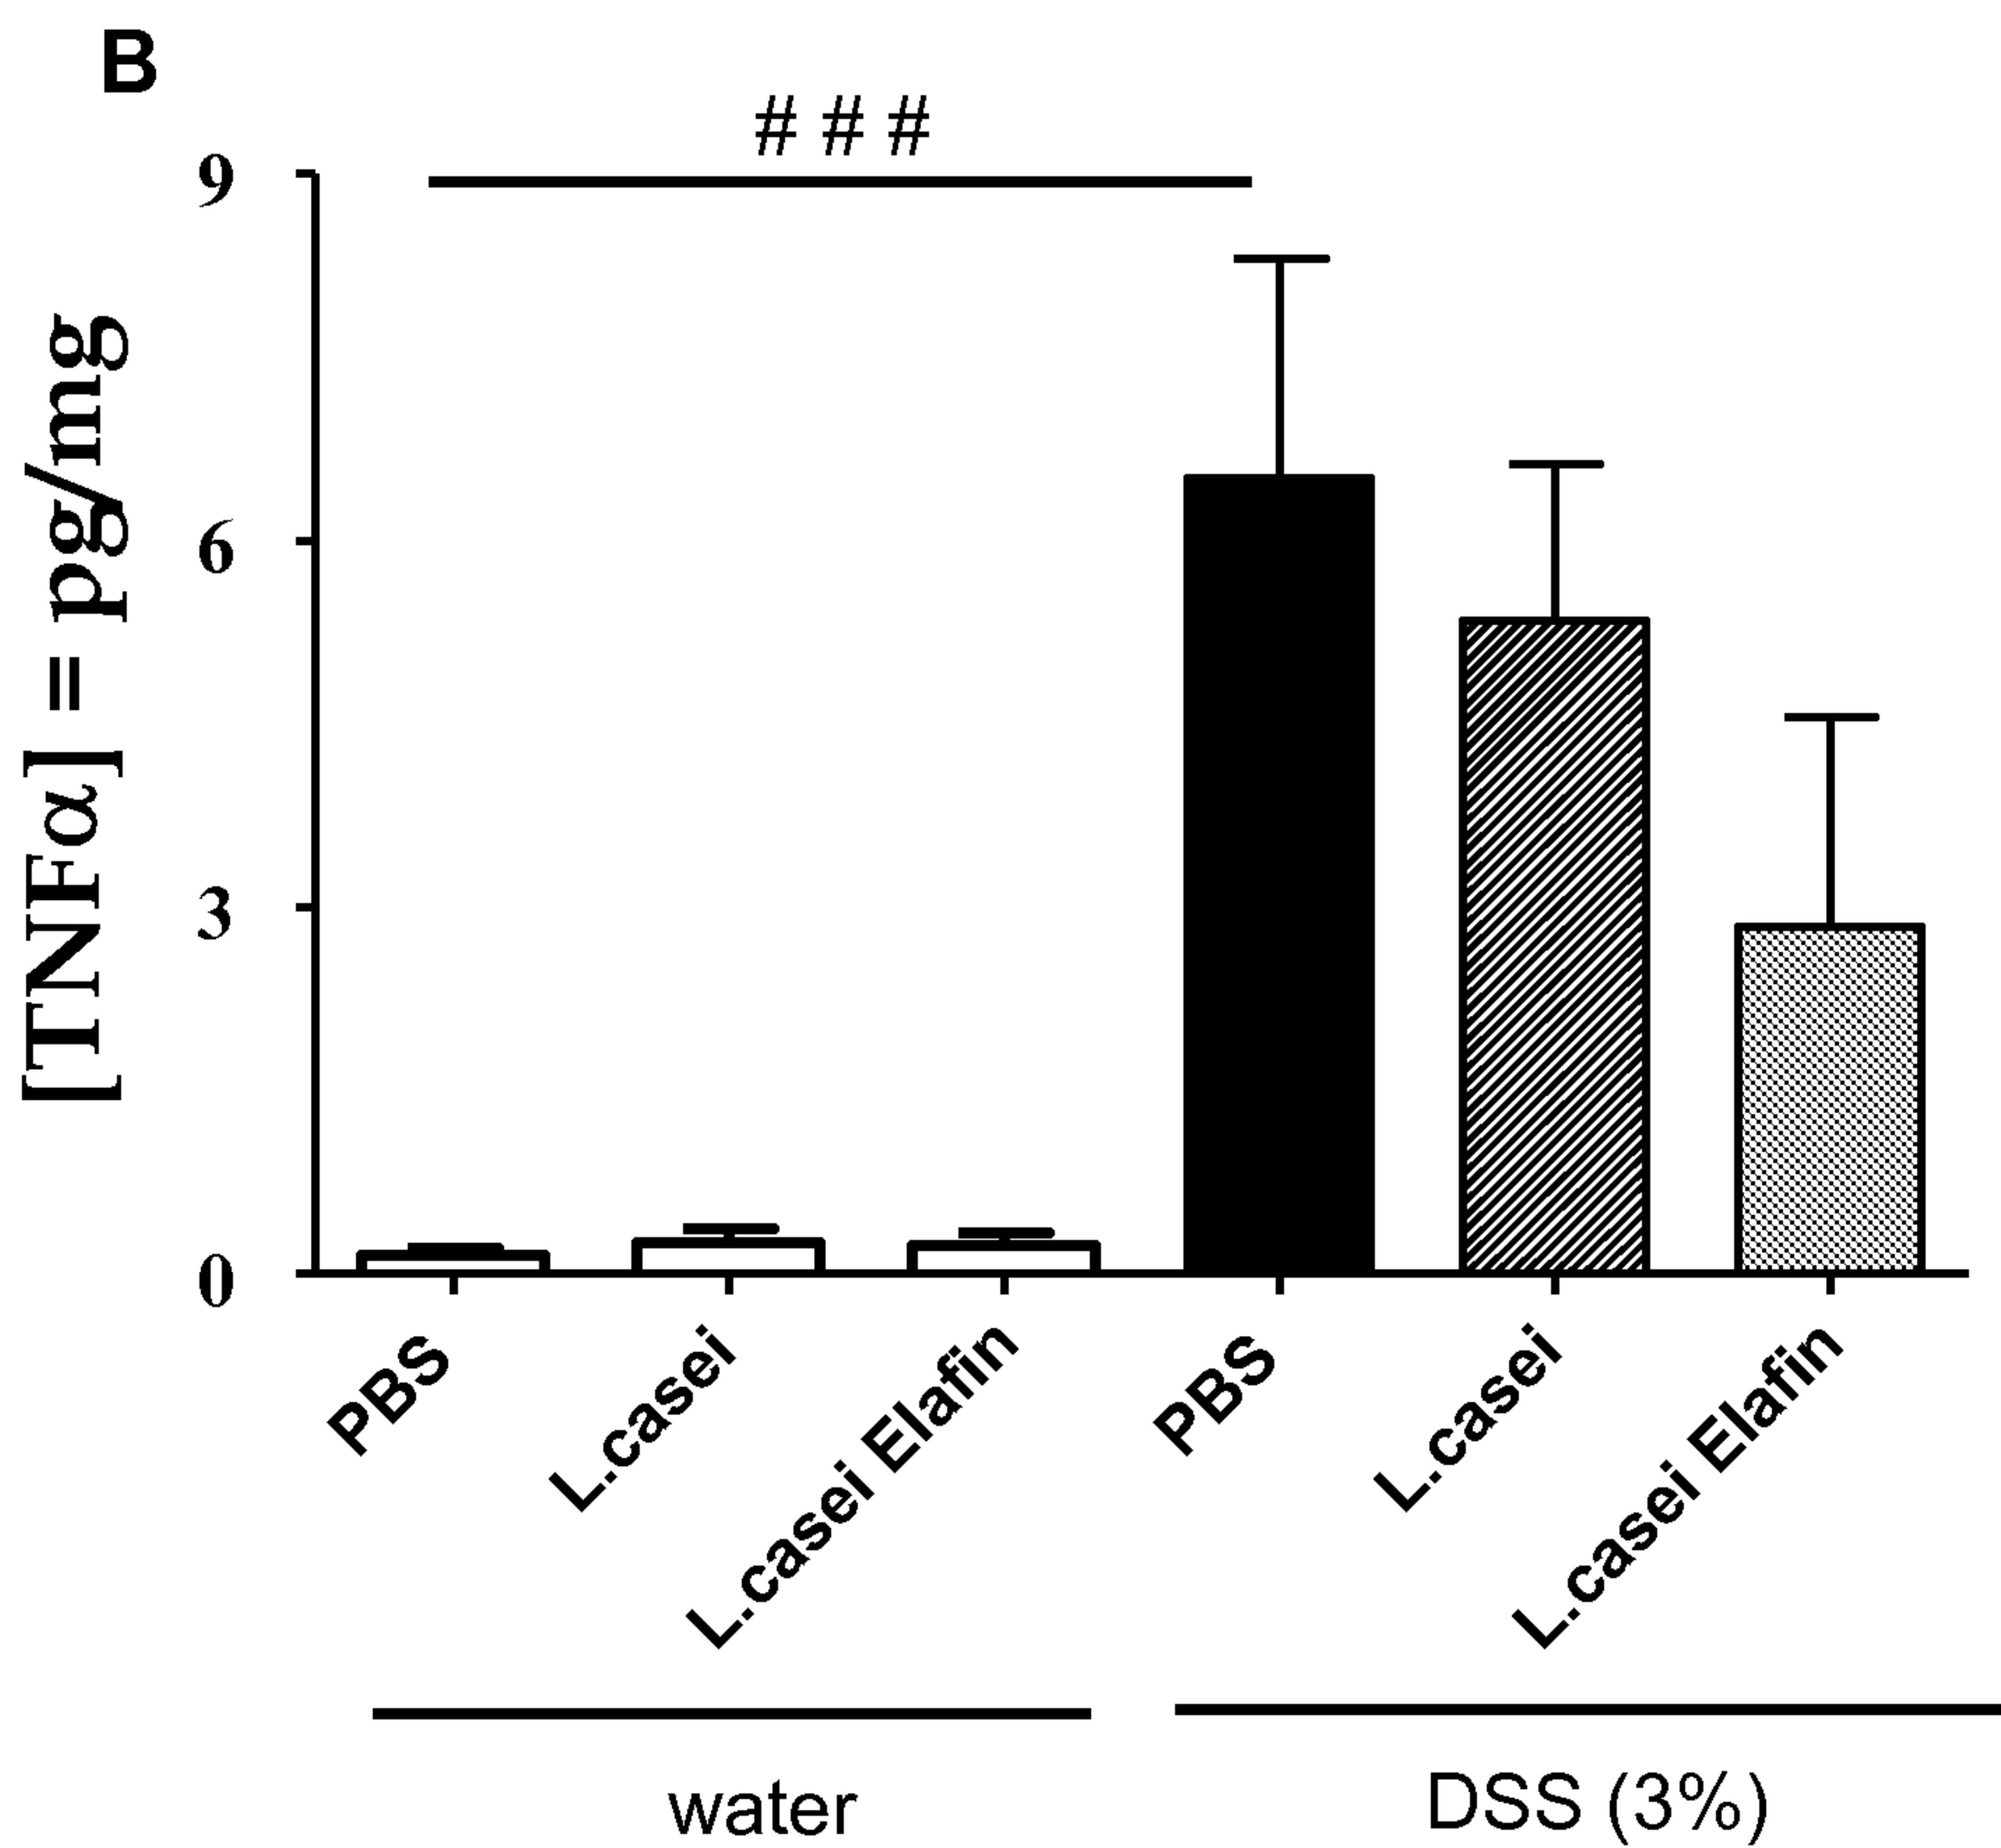 B
# # #
[TNFα] = pg/mg
9
6
3
0
PBS
L.casei
L.casei Elafin
PBS
L.casei
L.casei Elafin
water
DSS (3%)